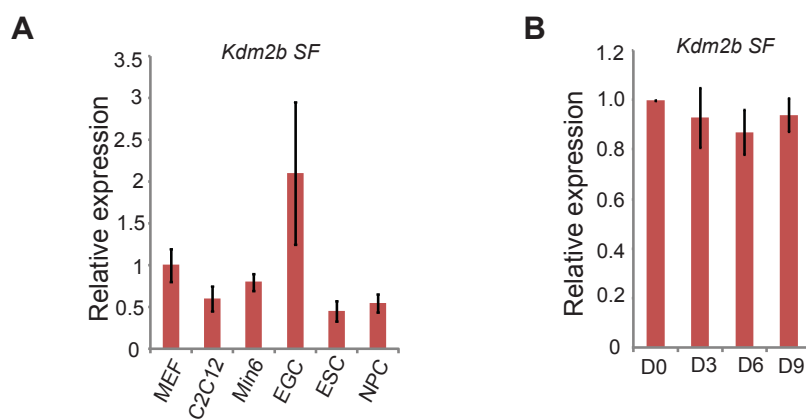 A
Kdm2b SF
Relative expression
3.5
3
2.5
2
1.5
1
0.5
0
MEF
C2C12
Min6
EGC
ESC
NPC
B
Kdm2b SF
Relative expression
1.2
1.0
0.8
0.6
0.4
0.2
0
D0 D3 D6 D9